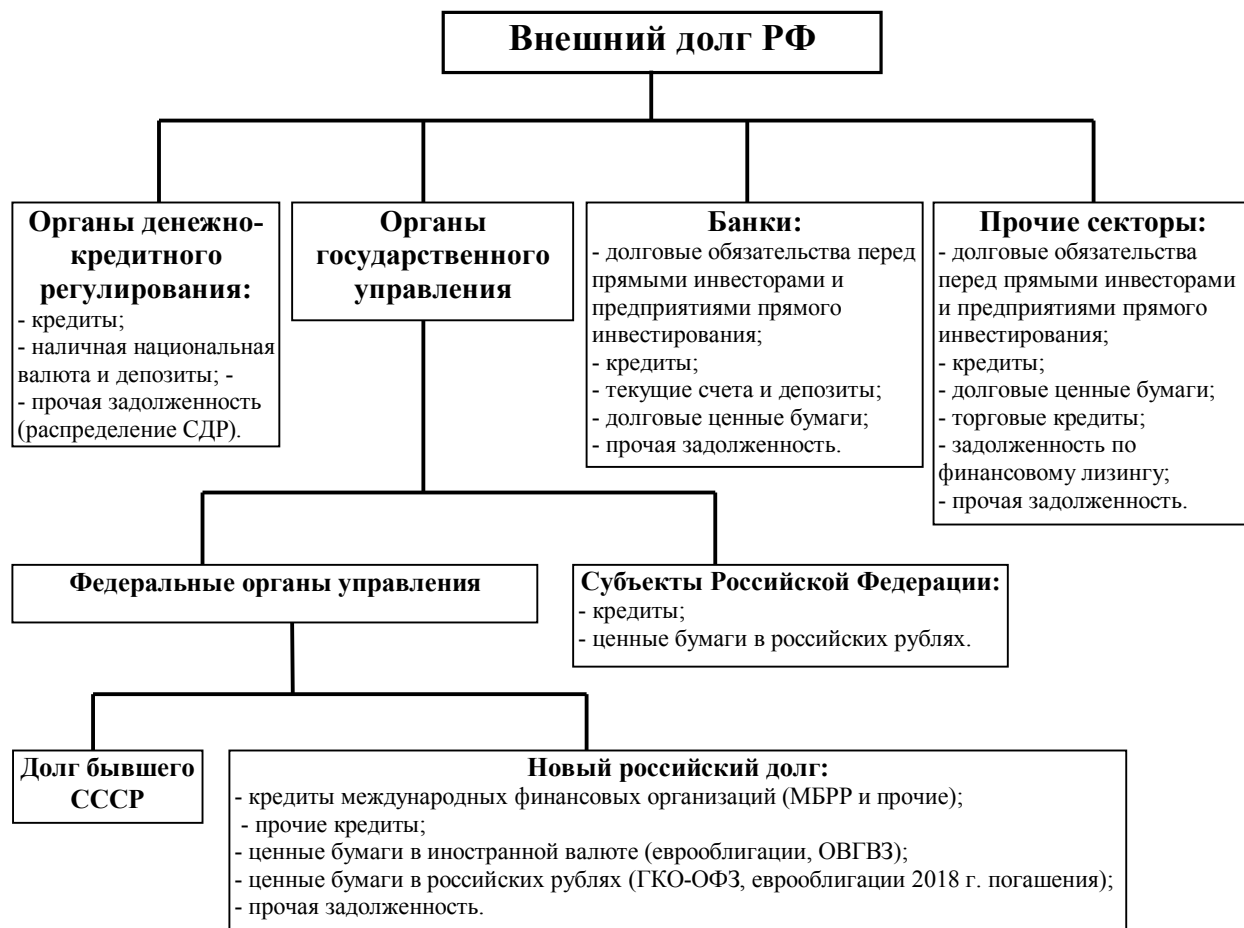 Внешний долг РФ
Органы денежно-
кредитного
регулирования:
- кредиты;
- наличная национальная
валюта и депозиты; -
- прочая задолженность
(распределение СДР).
Органы
государственного
управления
Банки:
- долговые обязательства перед
прямыми инвесторами и
предприятиями прямого
инвестирования;
- кредиты;
- текущие счета и депозиты;
- долговые ценные бумаги;
- прочая задолженность.
Прочие секторы:
- долговые обязательства
перед прямыми инвесторами
и предприятиями прямого
инвестирования;
- кредиты;
- долговые ценные бумаги;
- торговые кредиты;
- задолженность по
финансовому лизингу;
- прочая задолженность.
Федеральные органы управления
Субъекты Российской Федерации:
- кредиты;
- ценные бумаги в российских рублях.
Долг бывшего
СССР
Новый российский долг:
- кредиты международных финансовых организаций (МБРР и прочие);
- прочие кредиты;
- ценные бумаги в иностранной валюте (еврооблигации, ОВГВЗ);
- ценные бумаги в российских рублях (ГКО-ОФЗ, еврооблигации 2018 г. погашения);
- прочая задолженность.